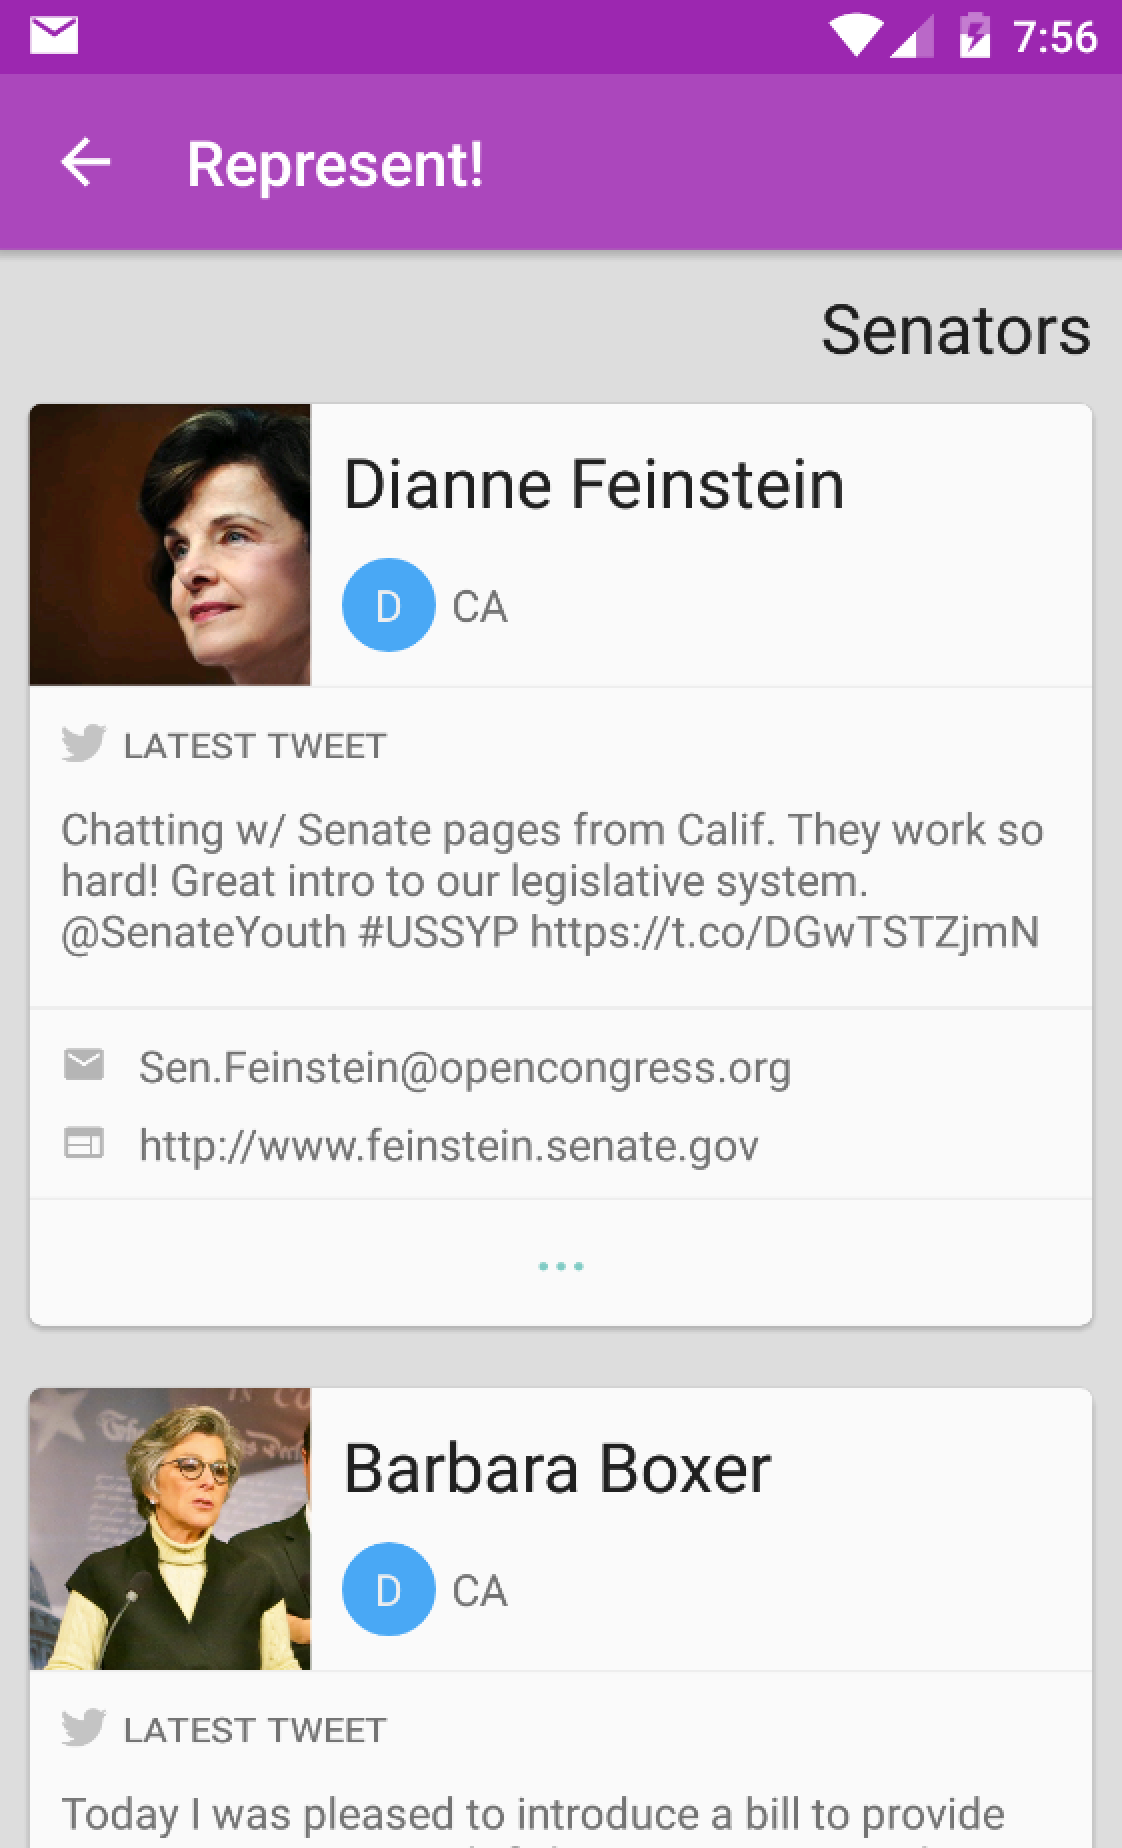 7:56
Represent!
Senators
Dianne Feinstein
D CA
LATEST TWEET
Chatting w/ Senate pages from Calif. They work so
hard! Great intro to our legislative system.
@SenateYouth #USSYP https://t.co/DGwTSTZjmN
Sen.Feinstein@opencongress.org
http://www.feinstein.senate.gov
Barbara Boxer
D CA
LATEST TWEET
Today I was pleased to introduce a bill to provide